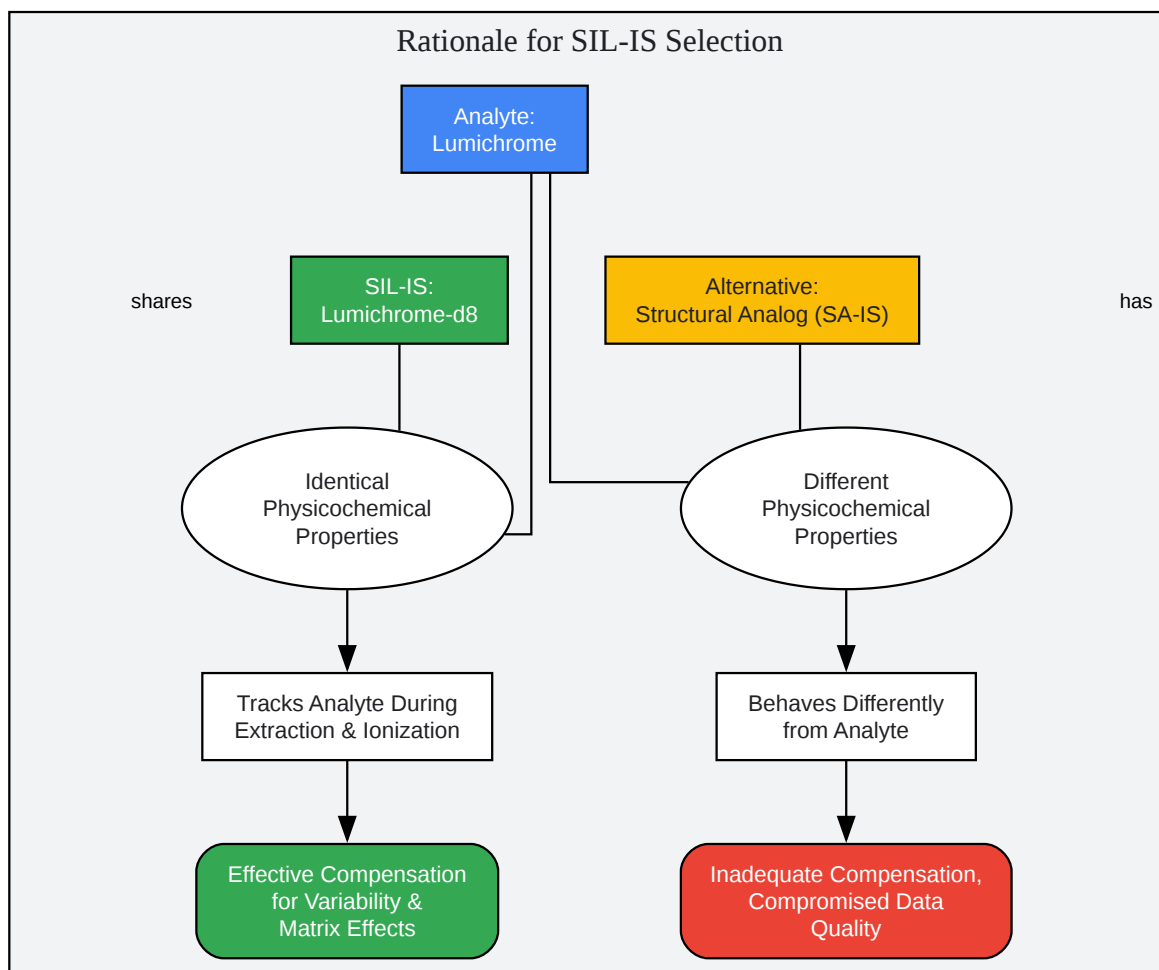 Rationale for SIL-IS Selection
Analyte:
Lumichrome
shares
SIL-IS:
Lumichrome-d8
Alternative:
Structural Analog (SA-IS)
has
Identical
Physicochemical
Properties
Different
Physicochemical
Properties
Tracks Analyte During
Extraction & Ionization
Behaves Differently
from Analyte
Effective Compensation
for Variability &
Matrix Effects
Inadequate Compensation,
Compromised Data
Quality